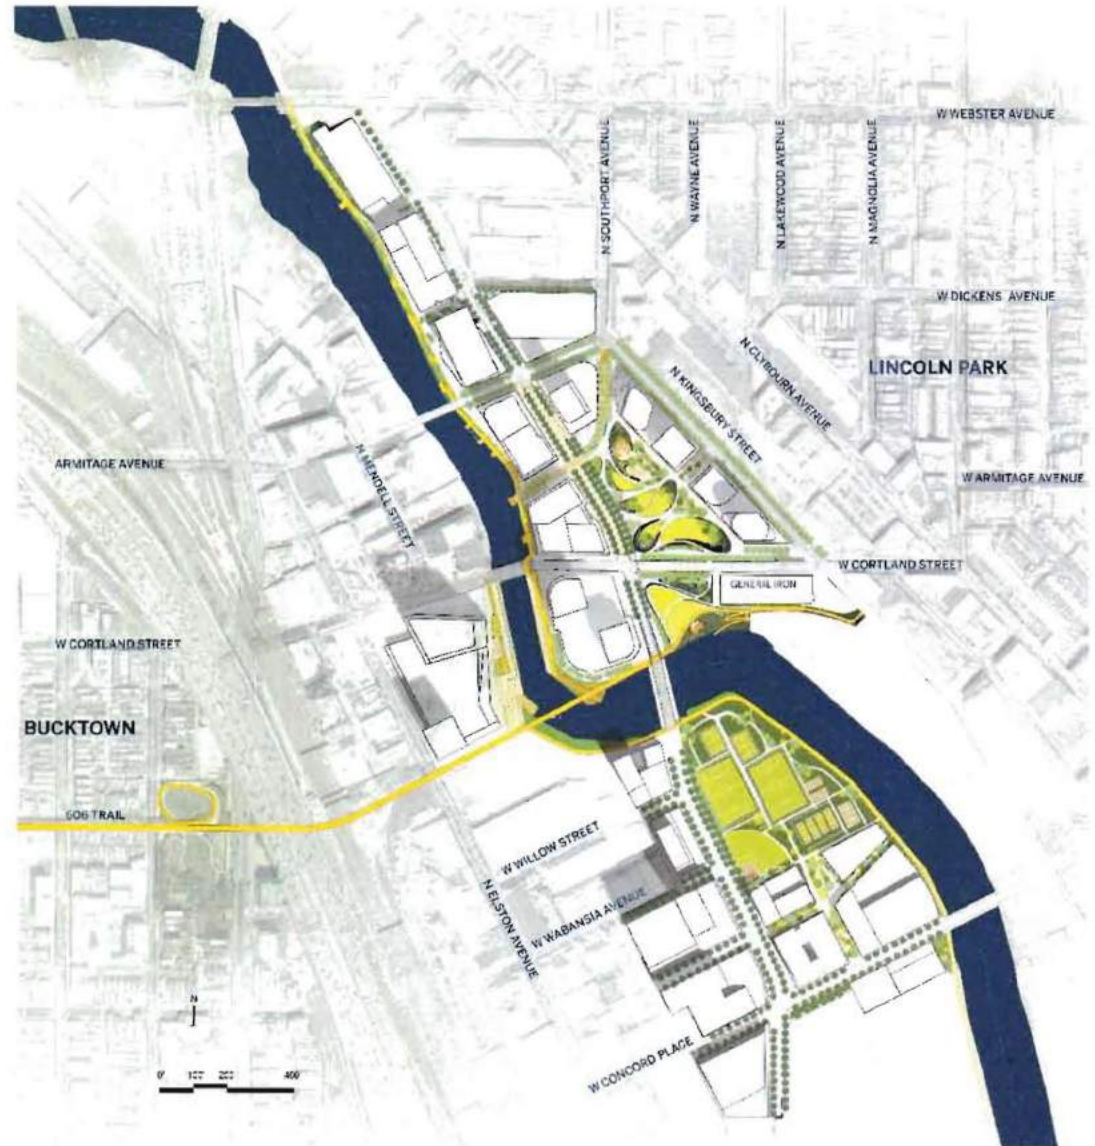 W WEBSTER AVENUE
N SOUTHPORT AVENUE
N WAYNE AVENUE
N LAKEWOOD AVENUE
N MAGNOLIA AVENUE
W DICKENS AVENUE
N CLYBOURN AVENUE
LINCOLN PARK
N KINGSBURY STREET
ARMITAGE AVENUE
N MENDELL STREET
W ARMITAGE AVENUE
W CORTLAND STREET
GENERAL IRON
W CORTLAND STREET
BUCKTOWN
606 TRAIL
W WILLOW STREET
N ELSTON AVENUE
W WABANSIA AVENUE
N
W CONCORD PLACE
0' 400